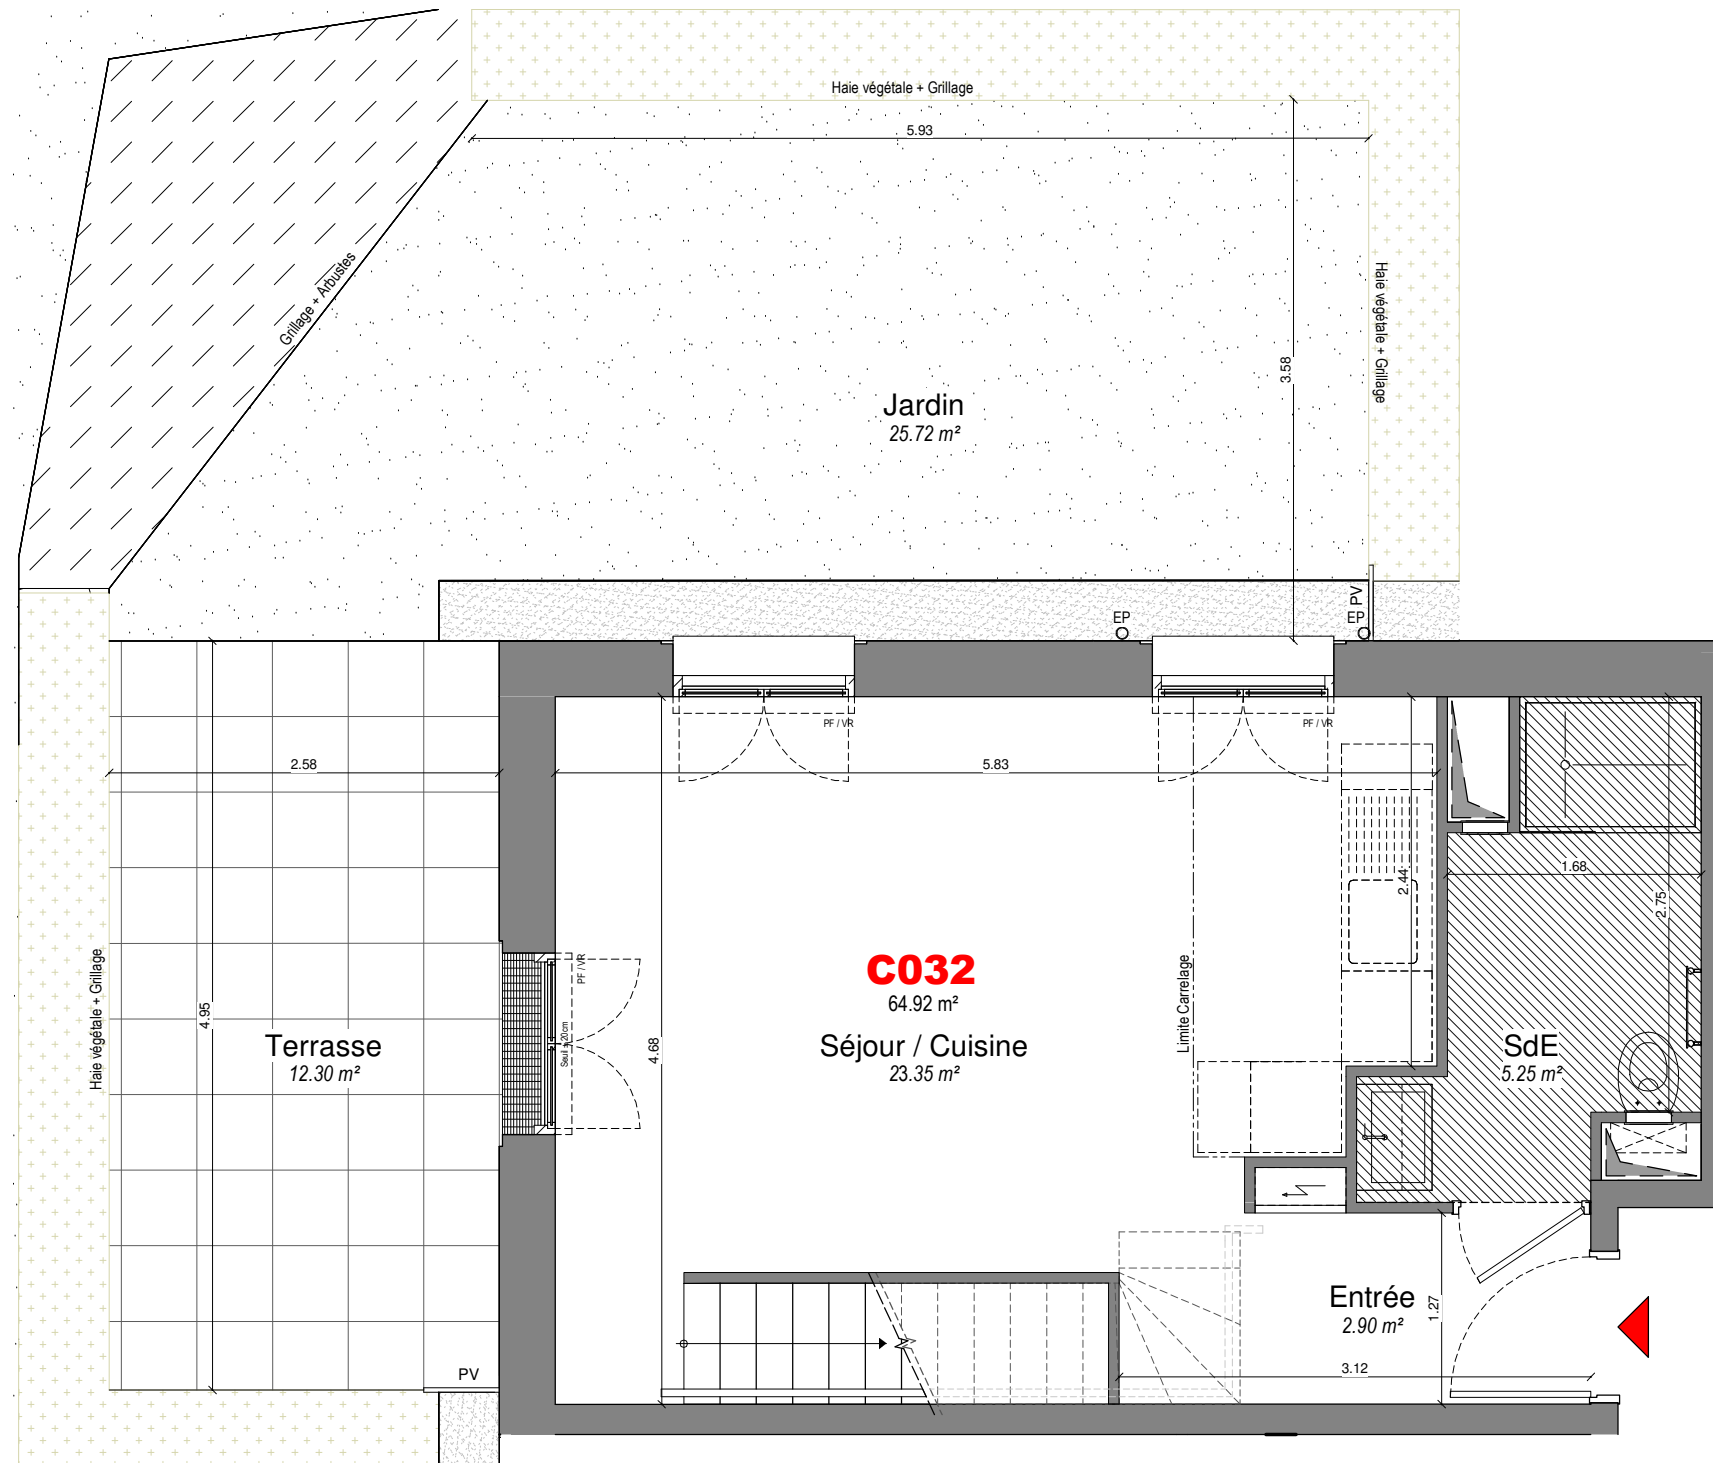 Haie végétale + Grillage
5.93
Grillage + Arbustes
Haie végétale + Grillage
3.58
Jardin
25.72 m²
EP
EP
PV
PF / VR
PF / VR
2.58
5.83
2.44
1.68
2.75
Haie végétale + Grillage
4.95
Terrasse
12.30 m²
PF / VR
Seuil > 20cm
4.68
C032
64.92 m²
Séjour / Cuisine
23.35 m²
Limite Carrelage
SdE
5.25 m²
Entrée
2.90 m²
1.27
3.12
PV